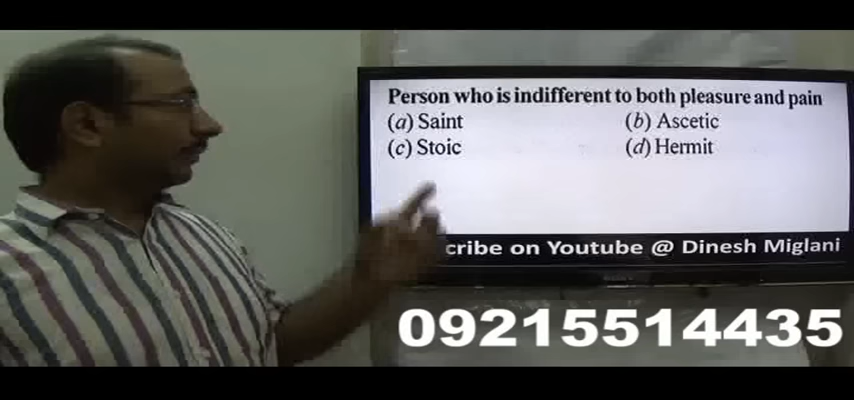 Person who is indifferent to both pleasure and pain
(a) Saint (b) Ascetic
(c) Stoic (d) Hermit
cribe on Youtube @ Dinesh Miglani
09215514435